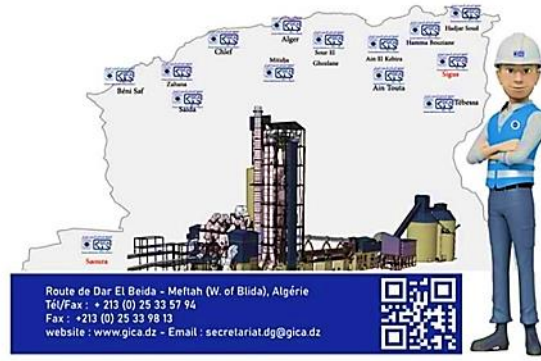 Hadjar Soud
Alger
Hamma Bouziane
Chlef
Sour El
Ghozlane
Ain El Kebira
Mitidja
Sigus
Zahana
Béni Saf
Ain Touta
Saida
Tébessa
Saoura
Route de Dar El Beida - Meftah (W. of Blida), Algérie
Tél/Fax : + 213 (0) 25 33 57 94
Fax : +213 (0) 25 33 98 13
website : www.gica.dz - Email : secretariat.dg@gica.dz